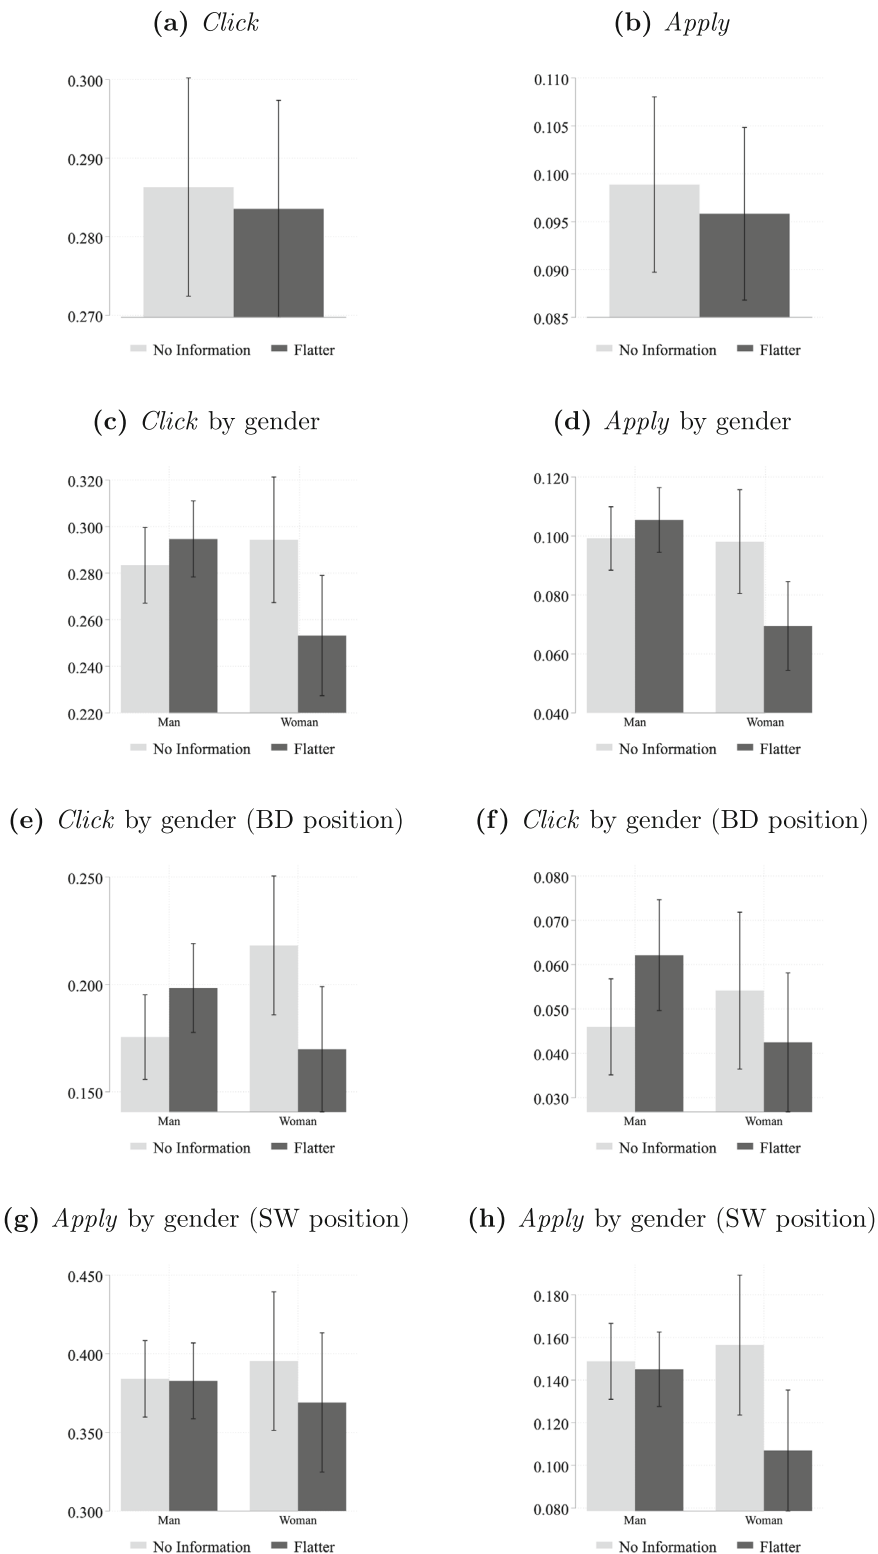 (a) Click
(b) Apply
0.300
0.290
0.280
0.270
No Information Flatter
0.110
0.105
0.100
0.095
0.090
0.085
No Information Flatter
(c) Click by gender
(d) Apply by gender
0.320
0.300
0.280
0.260
0.240
0.220
Man Woman
No Information Flatter
0.120
0.100
0.080
0.060
0.040
Man Woman
No Information Flatter
(e) Click by gender (BD position)
(f) Click by gender (BD position)
0.250
0.200
0.150
Man Woman
No Information Flatter
0.080
0.070
0.060
0.050
0.040
0.030
Man Woman
No Information Flatter
(g) Apply by gender (SW position)
(h) Apply by gender (SW position)
0.450
0.400
0.350
0.300
Man Woman
No Information Flatter
0.180
0.160
0.140
0.120
0.100
0.080
Man Woman
No Information Flatter